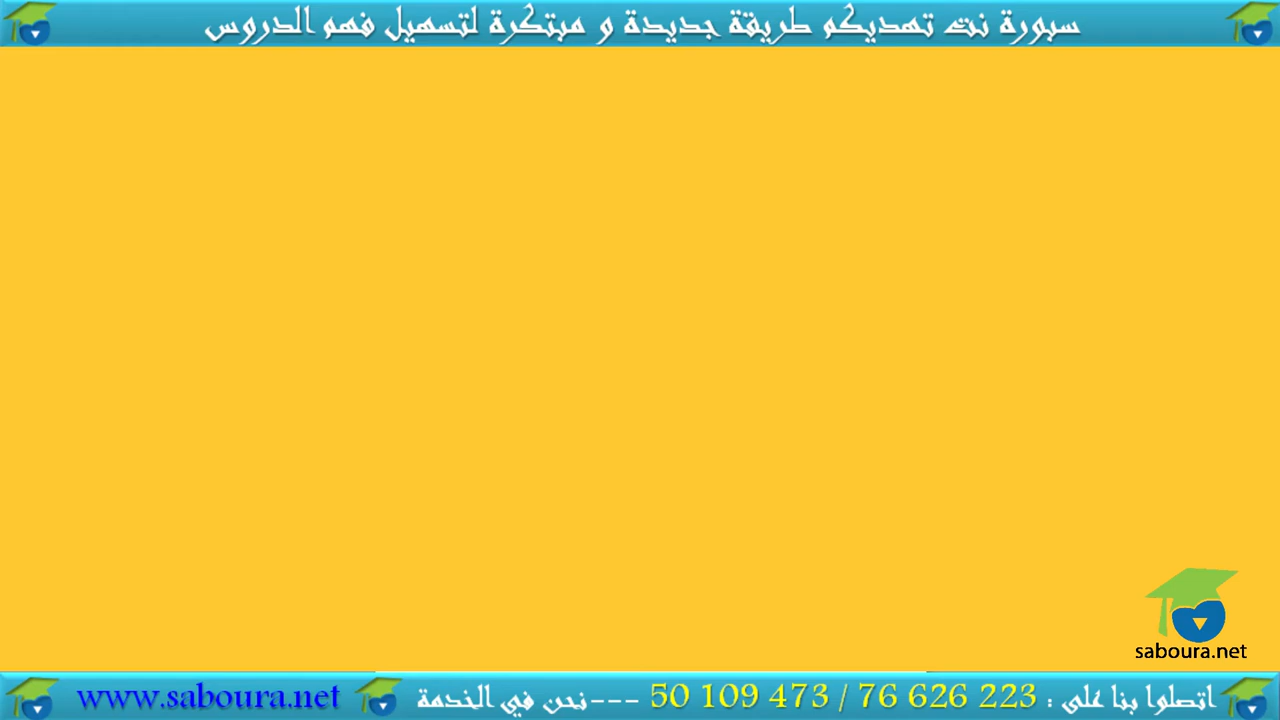 سبورة نت تهديكم طريقة جديدة و مبتكرة لتسهيل فهم الدروس
saboura.net
اتصلوا بنا على : 50 109 473 / 76 626 223 ---نحن في الخدمة www.saboura.net